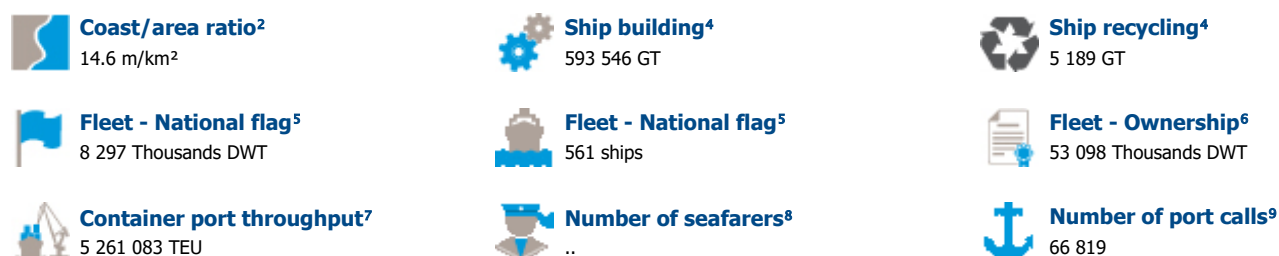 Coast/area ratio²
14.6 m/km²
Ship building⁴
593 546 GT
Ship recycling⁴
5 189 GT
Fleet - National flag⁵
8 297 Thousands DWT
Fleet - National flag⁵
561 ships
Fleet - Ownership⁶
53 098 Thousands DWT
Container port throughput⁷
5 261 083 TEU
Number of seafarers⁸
..
Number of port calls⁹
66 819